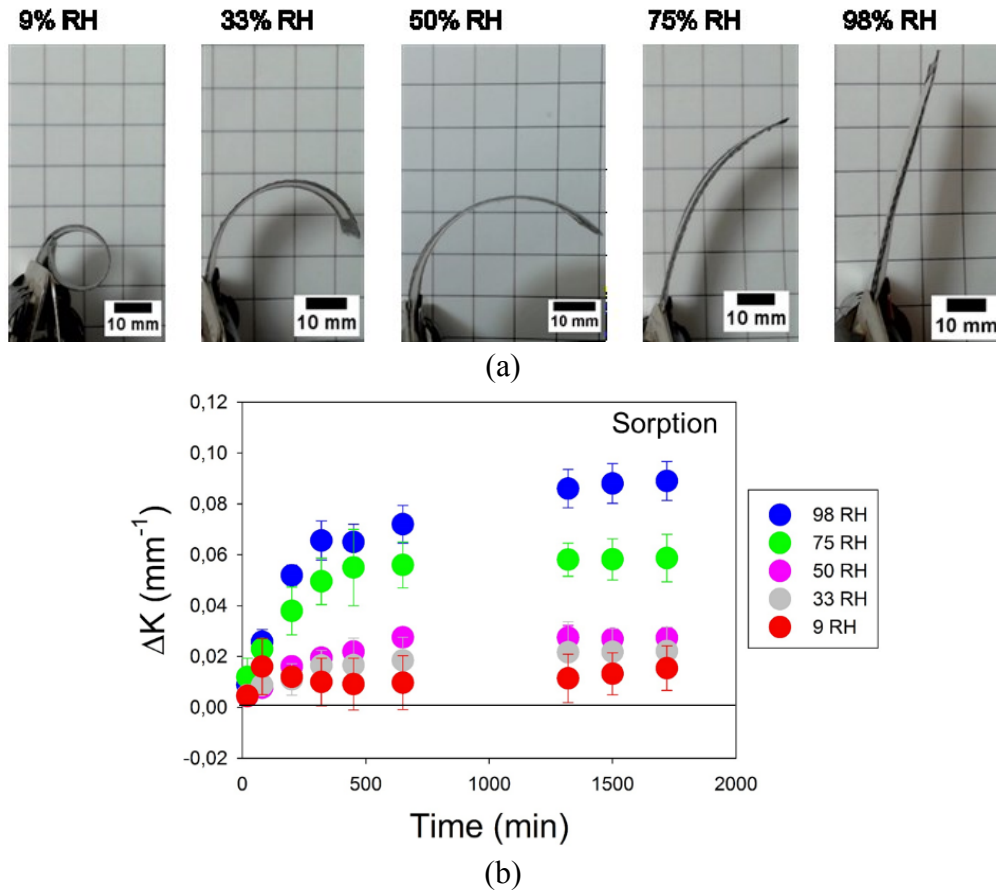 9% RH 33% RH 50% RH 75% RH 98% RH
10 mm 10 mm 10 mm 10 mm 10 mm
(a)
Sorption
0,12
0,10
0,08
0,06
0,04
0,02
0,00
-0,02
ΔK (mm⁻¹)
0 500 1000 1500 2000
Time (min)
98 RH
75 RH
50 RH
33 RH
9 RH
(b)